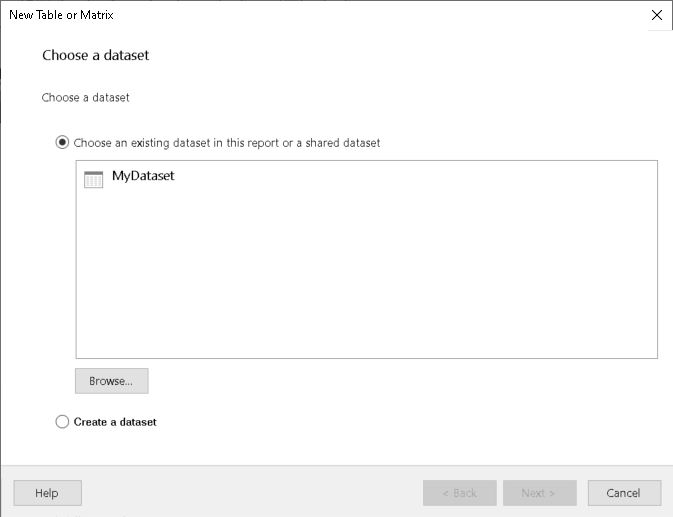 New Table or Matrix
Choose a dataset
Choose a dataset
Choose an existing dataset in this report or a shared dataset
MyDataset
Browse...
Create a dataset
Help
< Back
Next >
Cancel